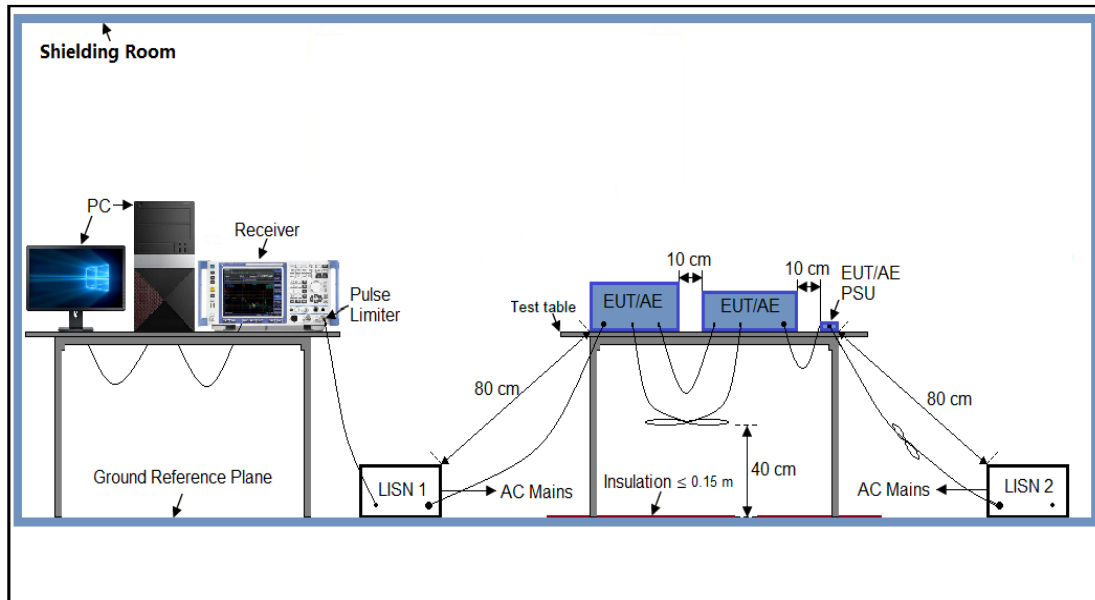 Shielding Room
PC
Receiver
Pulse
Limiter
10 cm
10 cm
EUT/AE
PSU
EUT/AE
EUT/AE
Test table
80 cm
80 cm
40 cm
Ground Reference Plane
LISN 1
AC Mains
Insulation ≤ 0.15 m
AC Mains
LISN 2